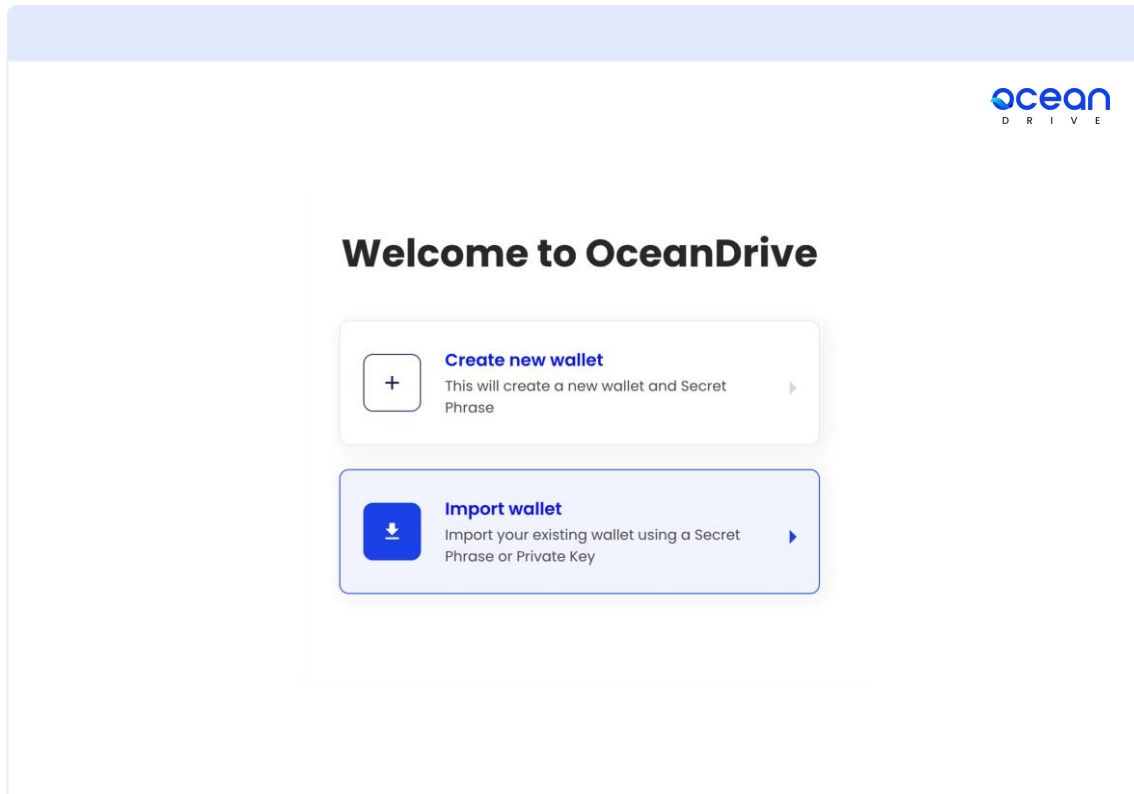 ocean
DRIVE
Welcome to OceanDrive
Create new wallet
This will create a new wallet and Secret
Phrase
Import wallet
Import your existing wallet using a Secret
Phrase or Private Key